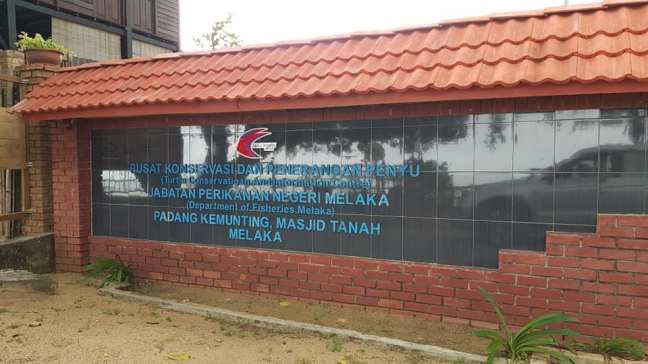 PUSAT KONSERVASI DAN PENERANGAN PENYU
(Turtle Conservation And Information Centre)
JABATAN PERIKANAN NEGERI MELAKA
(Department of Fisheries Melaka)
PADANG KEMUNTING, MASJID TANAH
MELAKA